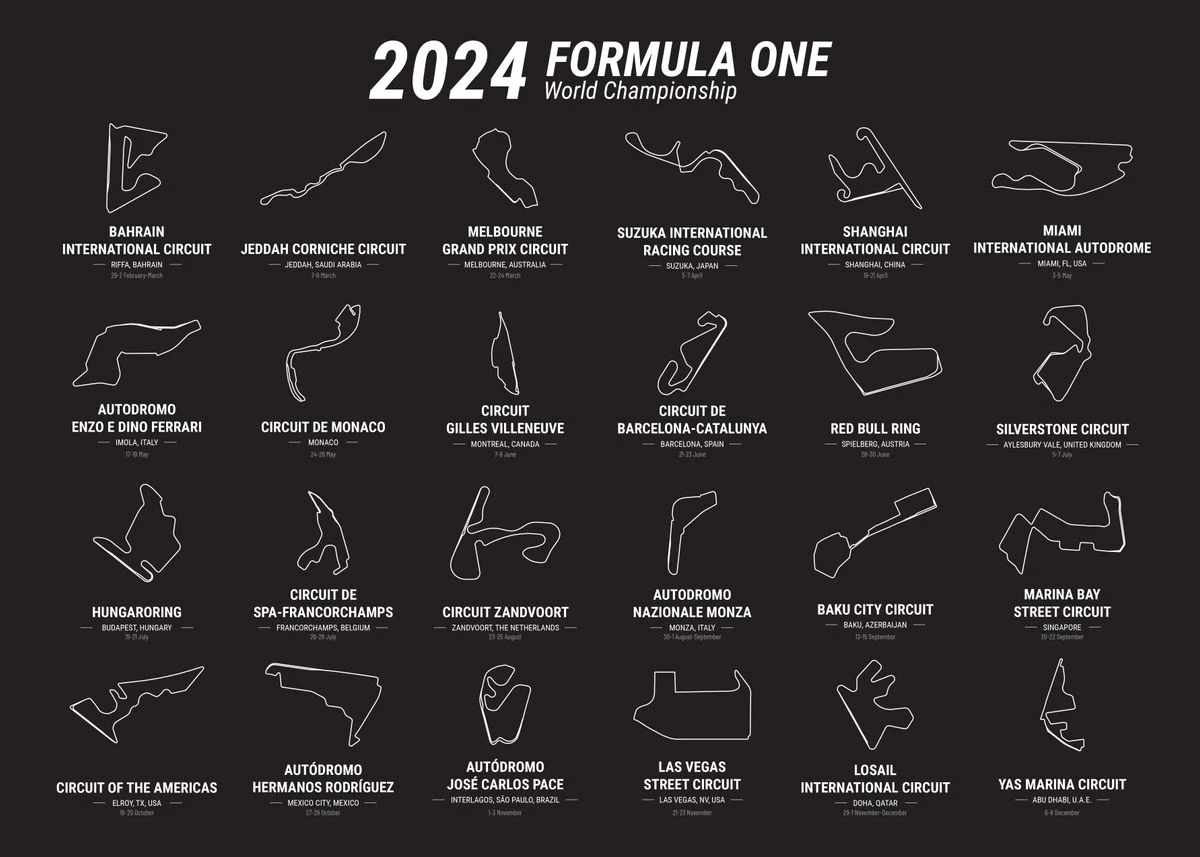 2024 FORMULA ONE
World Championship
BAHRAIN
INTERNATIONAL CIRCUIT
RIFFA, BAHRAIN
29-2 February-March
JEDDAH CORNICHE CIRCUIT
JEDDAH, SAUDI ARABIA
7-9 March
MELBOURNE
GRAND PRIX CIRCUIT
MELBOURNE, AUSTRALIA
22-24 March
SUZUKA INTERNATIONAL
RACING COURSE
SUZUKA, JAPAN
5-7 April
SHANGHAI
INTERNATIONAL CIRCUIT
SHANGHAI, CHINA
19-21 April
MIAMI
INTERNATIONAL AUTODROME
MIAMI, FL, USA
3-5 May
AUTODROMO
ENZO E DINO FERRARI
IMOLA, ITALY
17-19 May
CIRCUIT DE MONACO
MONACO
24-26 May
CIRCUIT
GILLES VILLENEUVE
MONTREAL, CANADA
7-9 June
CIRCUIT DE
BARCELONA-CATALUNYA
BARCELONA, SPAIN
21-23 June
RED BULL RING
SPIELBERG, AUSTRIA
28-30 June
SILVERSTONE CIRCUIT
AYLESBURY VALE, UNITED KINGDOM
5-7 July
HUNGARORING
BUDAPEST, HUNGARY
19-21 July
CIRCUIT DE
SPA-FRANCORCHAMPS
FRANCORCHAMPS, BELGIUM
26-28 July
CIRCUIT ZANDVOORT
ZANDVOORT, THE NETHERLANDS
23-25 August
AUTODROMO
NAZIONALE MONZA
MONZA, ITALY
30-1 August-September
BAKU CITY CIRCUIT
BAKU, AZERBAIJAN
13-15 September
MARINA BAY
STREET CIRCUIT
SINGAPORE
20-22 September
CIRCUIT OF THE AMERICAS
ELROY, TX, USA
18-20 October
AUTÓDROMO
HERMANOS RODRÍGUEZ
MEXICO CITY, MEXICO
27-29 October
AUTÓDROMO
JOSÉ CARLOS PACE
INTERLAGOS, SÃO PAULO, BRAZIL
1-3 November
LAS VEGAS
STREET CIRCUIT
LAS VEGAS, NV, USA
21-23 November
LOSAIL
INTERNATIONAL CIRCUIT
DOHA, QATAR
29-1 November-December
YAS MARINA CIRCUIT
ABU DHABI, U.A.E.
6-8 December